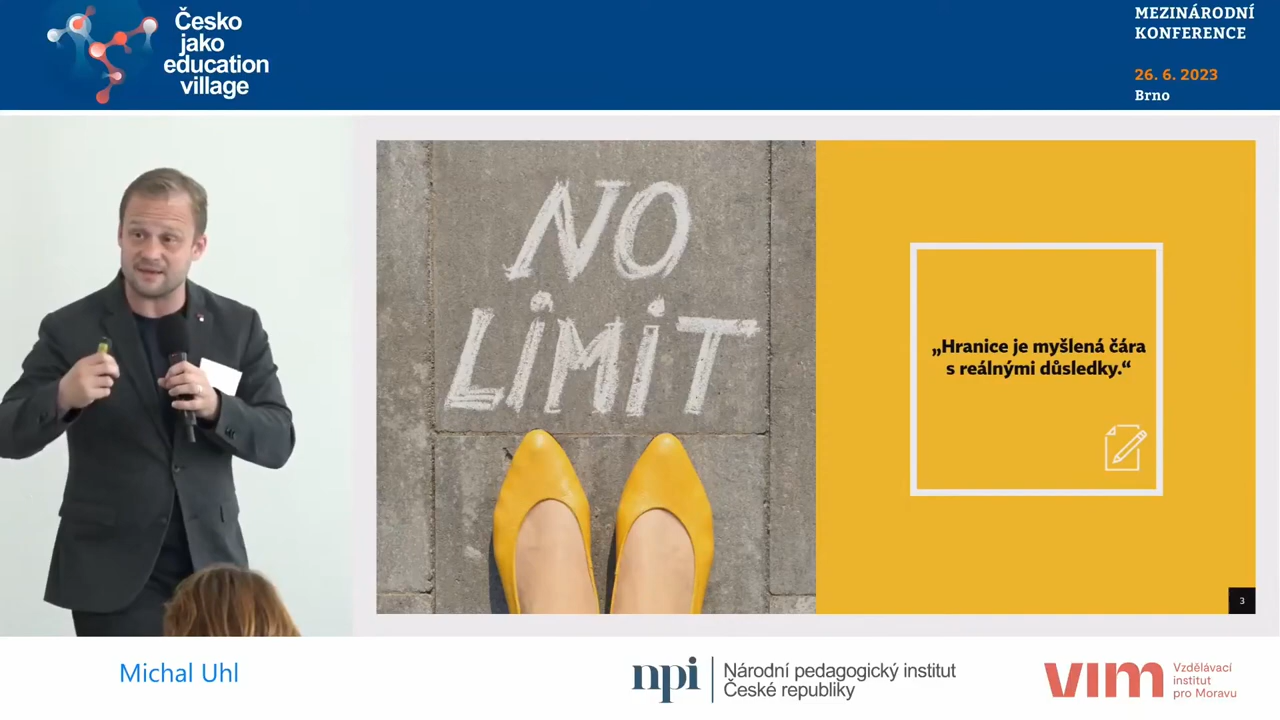 Česko
jako
education
village
MEZINÁRODNÍ
KONFERENCE
26. 6. 2023
Brno
NO
LIMIT
„Hranice je myšlená čára
s reálnými důsledky.“
3
Michal Uhl
npi
Národní pedagogický institut
České republiky
vim
Vzdělávací
institut
pro Moravu